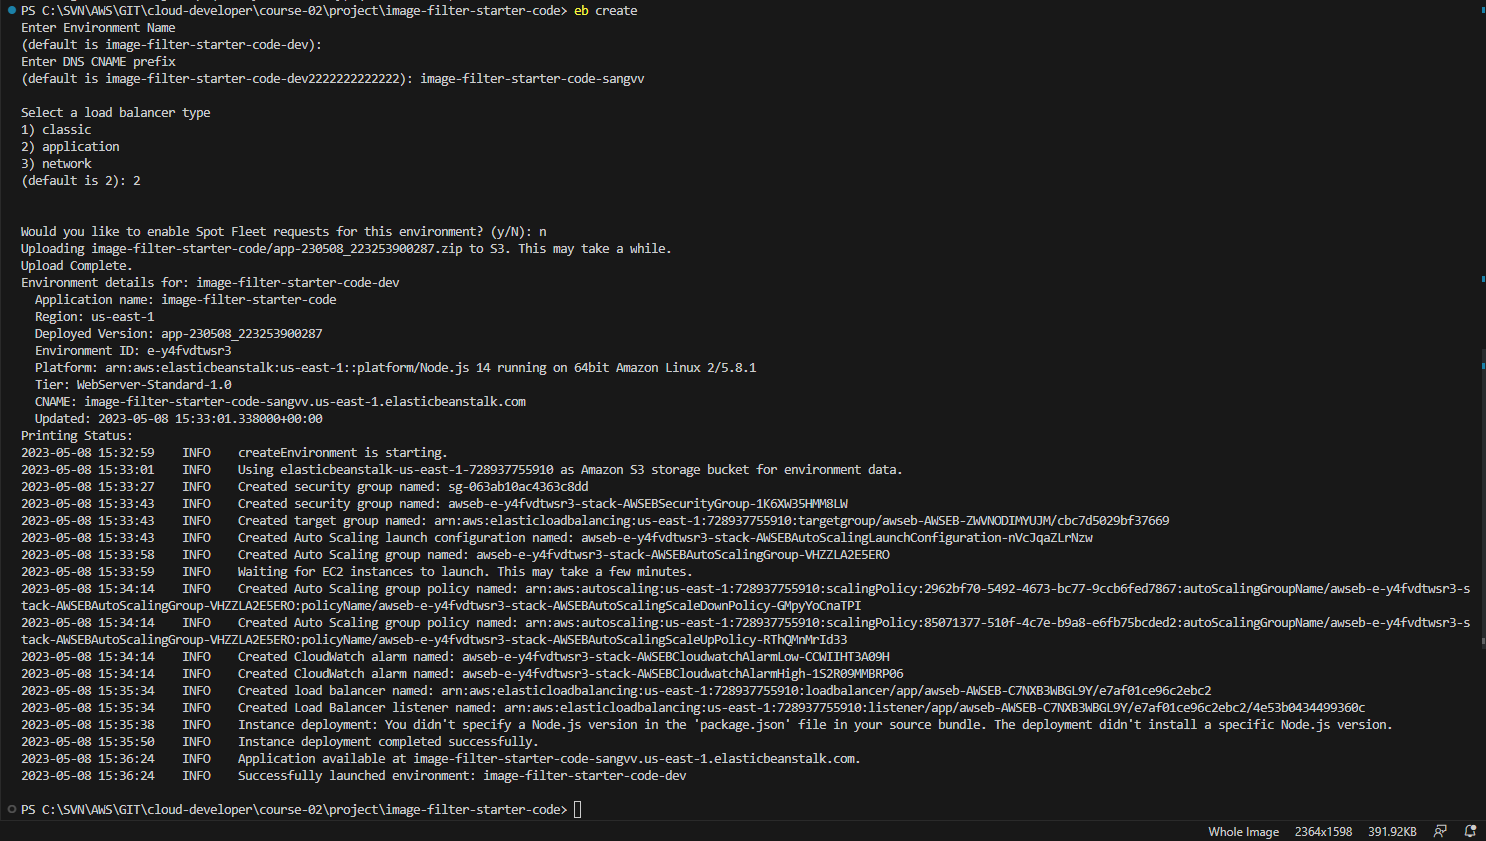 PS C:\SVN\AWS\GIT\cloud-developer\course-02\project\image-filter-starter-code> eb create
Enter Environment Name
(default is image-filter-starter-code-dev):
Enter DNS CNAME prefix
(default is image-filter-starter-code-dev2222222222222): image-filter-starter-code-sangvv
Select a load balancer type
1) classic
2) application
3) network
(default is 2): 2
Would you like to enable Spot Fleet requests for this environment? (y/N): n
Uploading image-filter-starter-code/app-230508_223253900287.zip to S3. This may take a while.
Upload Complete.
Environment details for: image-filter-starter-code-dev
Application name: image-filter-starter-code
Region: us-east-1
Deployed Version: app-230508_223253900287
Environment ID: e-y4fvdtwsr3
Platform: arn:aws:elasticbeanstalk:us-east-1::platform/Node.js 14 running on 64bit Amazon Linux 2/5.8.1
Tier: WebServer-Standard-1.0
CNAME: image-filter-starter-code-sangvv.us-east-1.elasticbeanstalk.com
Updated: 2023-05-08 15:33:01.338000+00:00
Printing Status:
2023-05-08 15:32:59    INFO    createEnvironment is starting.
2023-05-08 15:33:01    INFO    Using elasticbeanstalk-us-east-1-728937755910 as Amazon S3 storage bucket for environment data.
2023-05-08 15:33:27    INFO    Created security group named: sg-063ab10ac4363c8dd
2023-05-08 15:33:43    INFO    Created security group named: awseb-e-y4fvdtwsr3-stack-AWSEBSecurityGroup-1K6XW35HMM8LW
2023-05-08 15:33:43    INFO    Created target group named: arn:aws:elasticloadbalancing:us-east-1:728937755910:targetgroup/awseb-AWSEB-ZWVNODIMYUJM/cbc7d5029bf37669
2023-05-08 15:33:43    INFO    Created Auto Scaling launch configuration named: awseb-e-y4fvdtwsr3-stack-AWSEBAutoScalingLaunchConfiguration-nVcJqaZLrNzw
2023-05-08 15:33:58    INFO    Created Auto Scaling group named: awseb-e-y4fvdtwsr3-stack-AWSEBAutoScalingGroup-VHZZLA2E5ERO
2023-05-08 15:33:59    INFO    Waiting for EC2 instances to launch. This may take a few minutes.
2023-05-08 15:34:14    INFO    Created Auto Scaling group policy named: arn:aws:autoscaling:us-east-1:728937755910:scalingPolicy:2962bf70-5492-4673-bc77-9ccb6fed7867:autoScalingGroupName/awseb-e-y4fvdtwsr3-s
tack-AWSEBAutoScalingGroup-VHZZLA2E5ERO:policyName/awseb-e-y4fvdtwsr3-stack-AWSEBAutoScalingScaleDownPolicy-GMpyYoCnaTPI
2023-05-08 15:34:14    INFO    Created Auto Scaling group policy named: arn:aws:autoscaling:us-east-1:728937755910:scalingPolicy:85071377-510f-4c7e-b9a8-e6fb75bcded2:autoScalingGroupName/awseb-e-y4fvdtwsr3-s
tack-AWSEBAutoScalingGroup-VHZZLA2E5ERO:policyName/awseb-e-y4fvdtwsr3-stack-AWSEBAutoScalingScaleUpPolicy-RThQMnMrId33
2023-05-08 15:34:14    INFO    Created CloudWatch alarm named: awseb-e-y4fvdtwsr3-stack-AWSEBCloudwatchAlarmLow-CCWIIHT3A09H
2023-05-08 15:34:14    INFO    Created CloudWatch alarm named: awseb-e-y4fvdtwsr3-stack-AWSEBCloudwatchAlarmHigh-1S2R09MMBRP06
2023-05-08 15:35:34    INFO    Created load balancer named: arn:aws:elasticloadbalancing:us-east-1:728937755910:loadbalancer/app/awseb-AWSEB-C7NXB3WBGL9Y/e7af01ce96c2ebc2
2023-05-08 15:35:34    INFO    Created Load Balancer listener named: arn:aws:elasticloadbalancing:us-east-1:728937755910:listener/app/awseb-AWSEB-C7NXB3WBGL9Y/e7af01ce96c2ebc2/4e53b0434499360c
2023-05-08 15:35:38    INFO    Instance deployment: You didn't specify a Node.js version in the 'package.json' file in your source bundle. The deployment didn't install a specific Node.js version.
2023-05-08 15:35:50    INFO    Instance deployment completed successfully.
2023-05-08 15:36:24    INFO    Application available at image-filter-starter-code-sangvv.us-east-1.elasticbeanstalk.com.
2023-05-08 15:36:24    INFO    Successfully launched environment: image-filter-starter-code-dev
PS C:\SVN\AWS\GIT\cloud-developer\course-02\project\image-filter-starter-code>
Whole Image    2364x1598    391.92KB